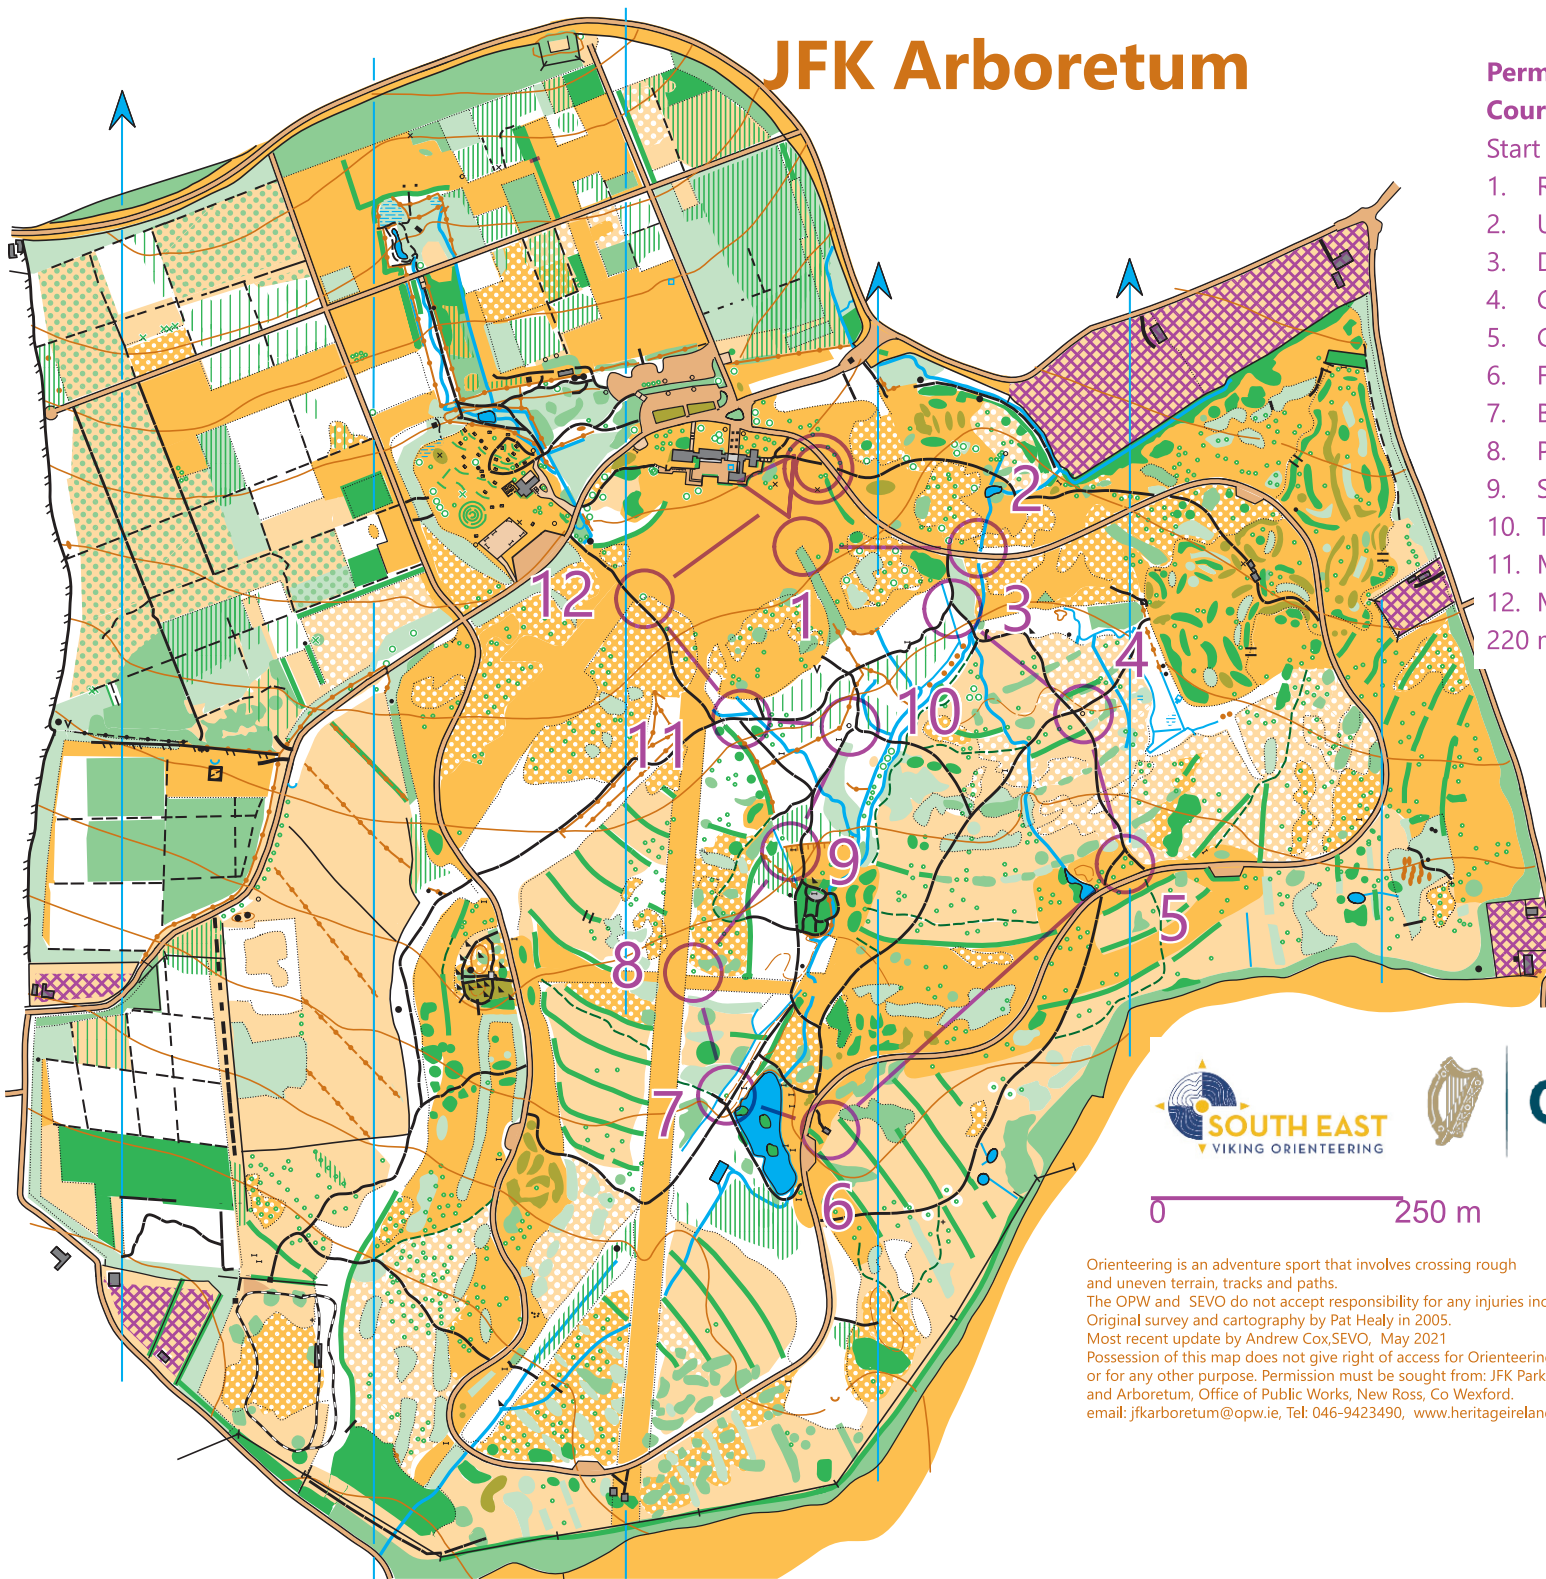 JFK Arboretum
Start
1.
2.
3.
4.
5.
6.
7.
8.
9.
10.
11.
12.
220
2
12
1
3
4
11
10
9
8
5
7
6
SOUTH EAST
VIKING ORIENTEERING
0 250 m
Orienteering is an adventure sport that involves crossing rough
and uneven terrain, tracks and paths.
The OPW and SEVO do not accept responsibility for any injuries
Original survey and cartography by Pat Healy in 2005.
Most recent update by Andrew Cox,SEVO, May 2021
Possession of this map does not give right of access for
or for any other purpose. Permission must be sought from: JFK Park
and Arboretum, Office of Public Works, New Ross, Co Wexford.
email: jfkarboretum@opw.ie, Tel: 046-9423490,